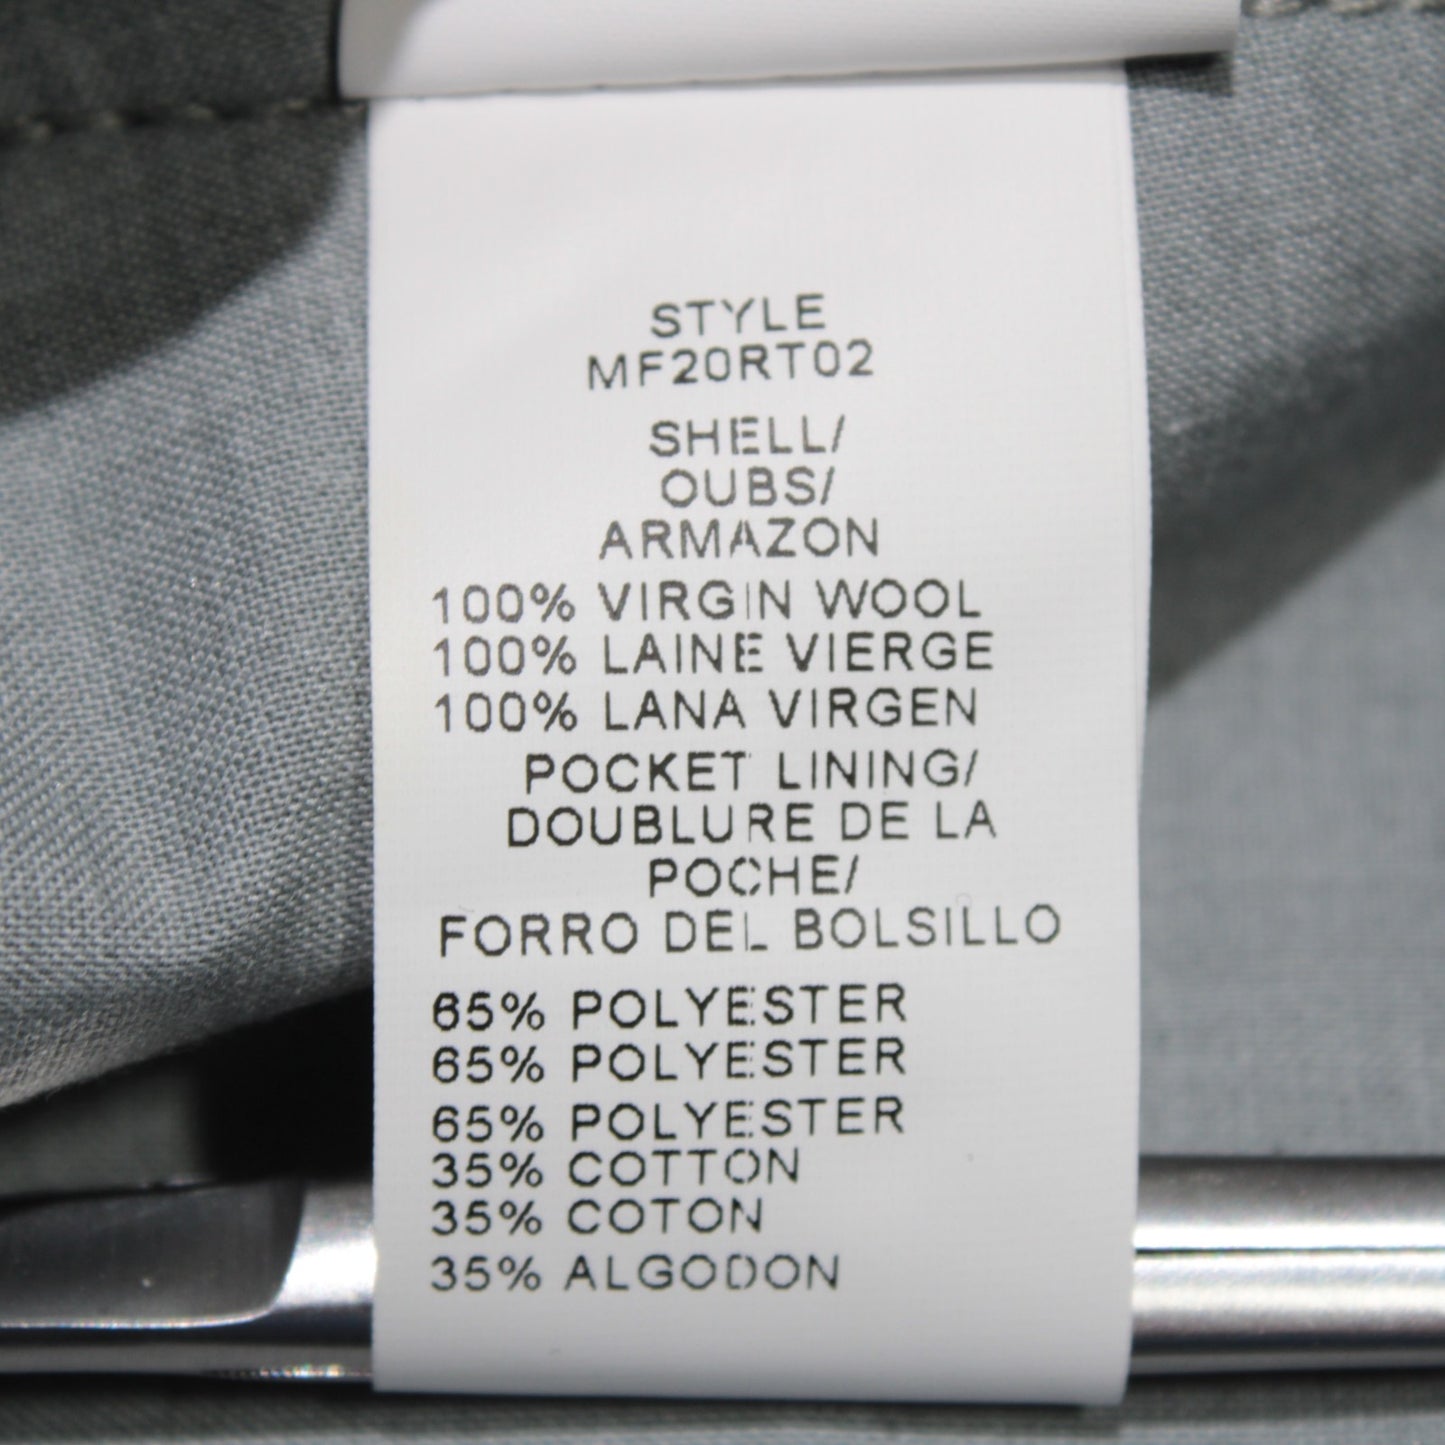 STYLE
MF20RT02
SHELL/
OUBS/
ARMAZON
100% VIRGIN WOOL
100% LAINE VIERGE
100% LANA VIRGEN
POCKET LINING/
DOUBLURE DE LA
POCHE/
FORRO DEL BOLSILLO
65% POLYESTER
65% POLYESTER
65% POLYESTER
35% COTTON
35% COTON
35% ALGODON